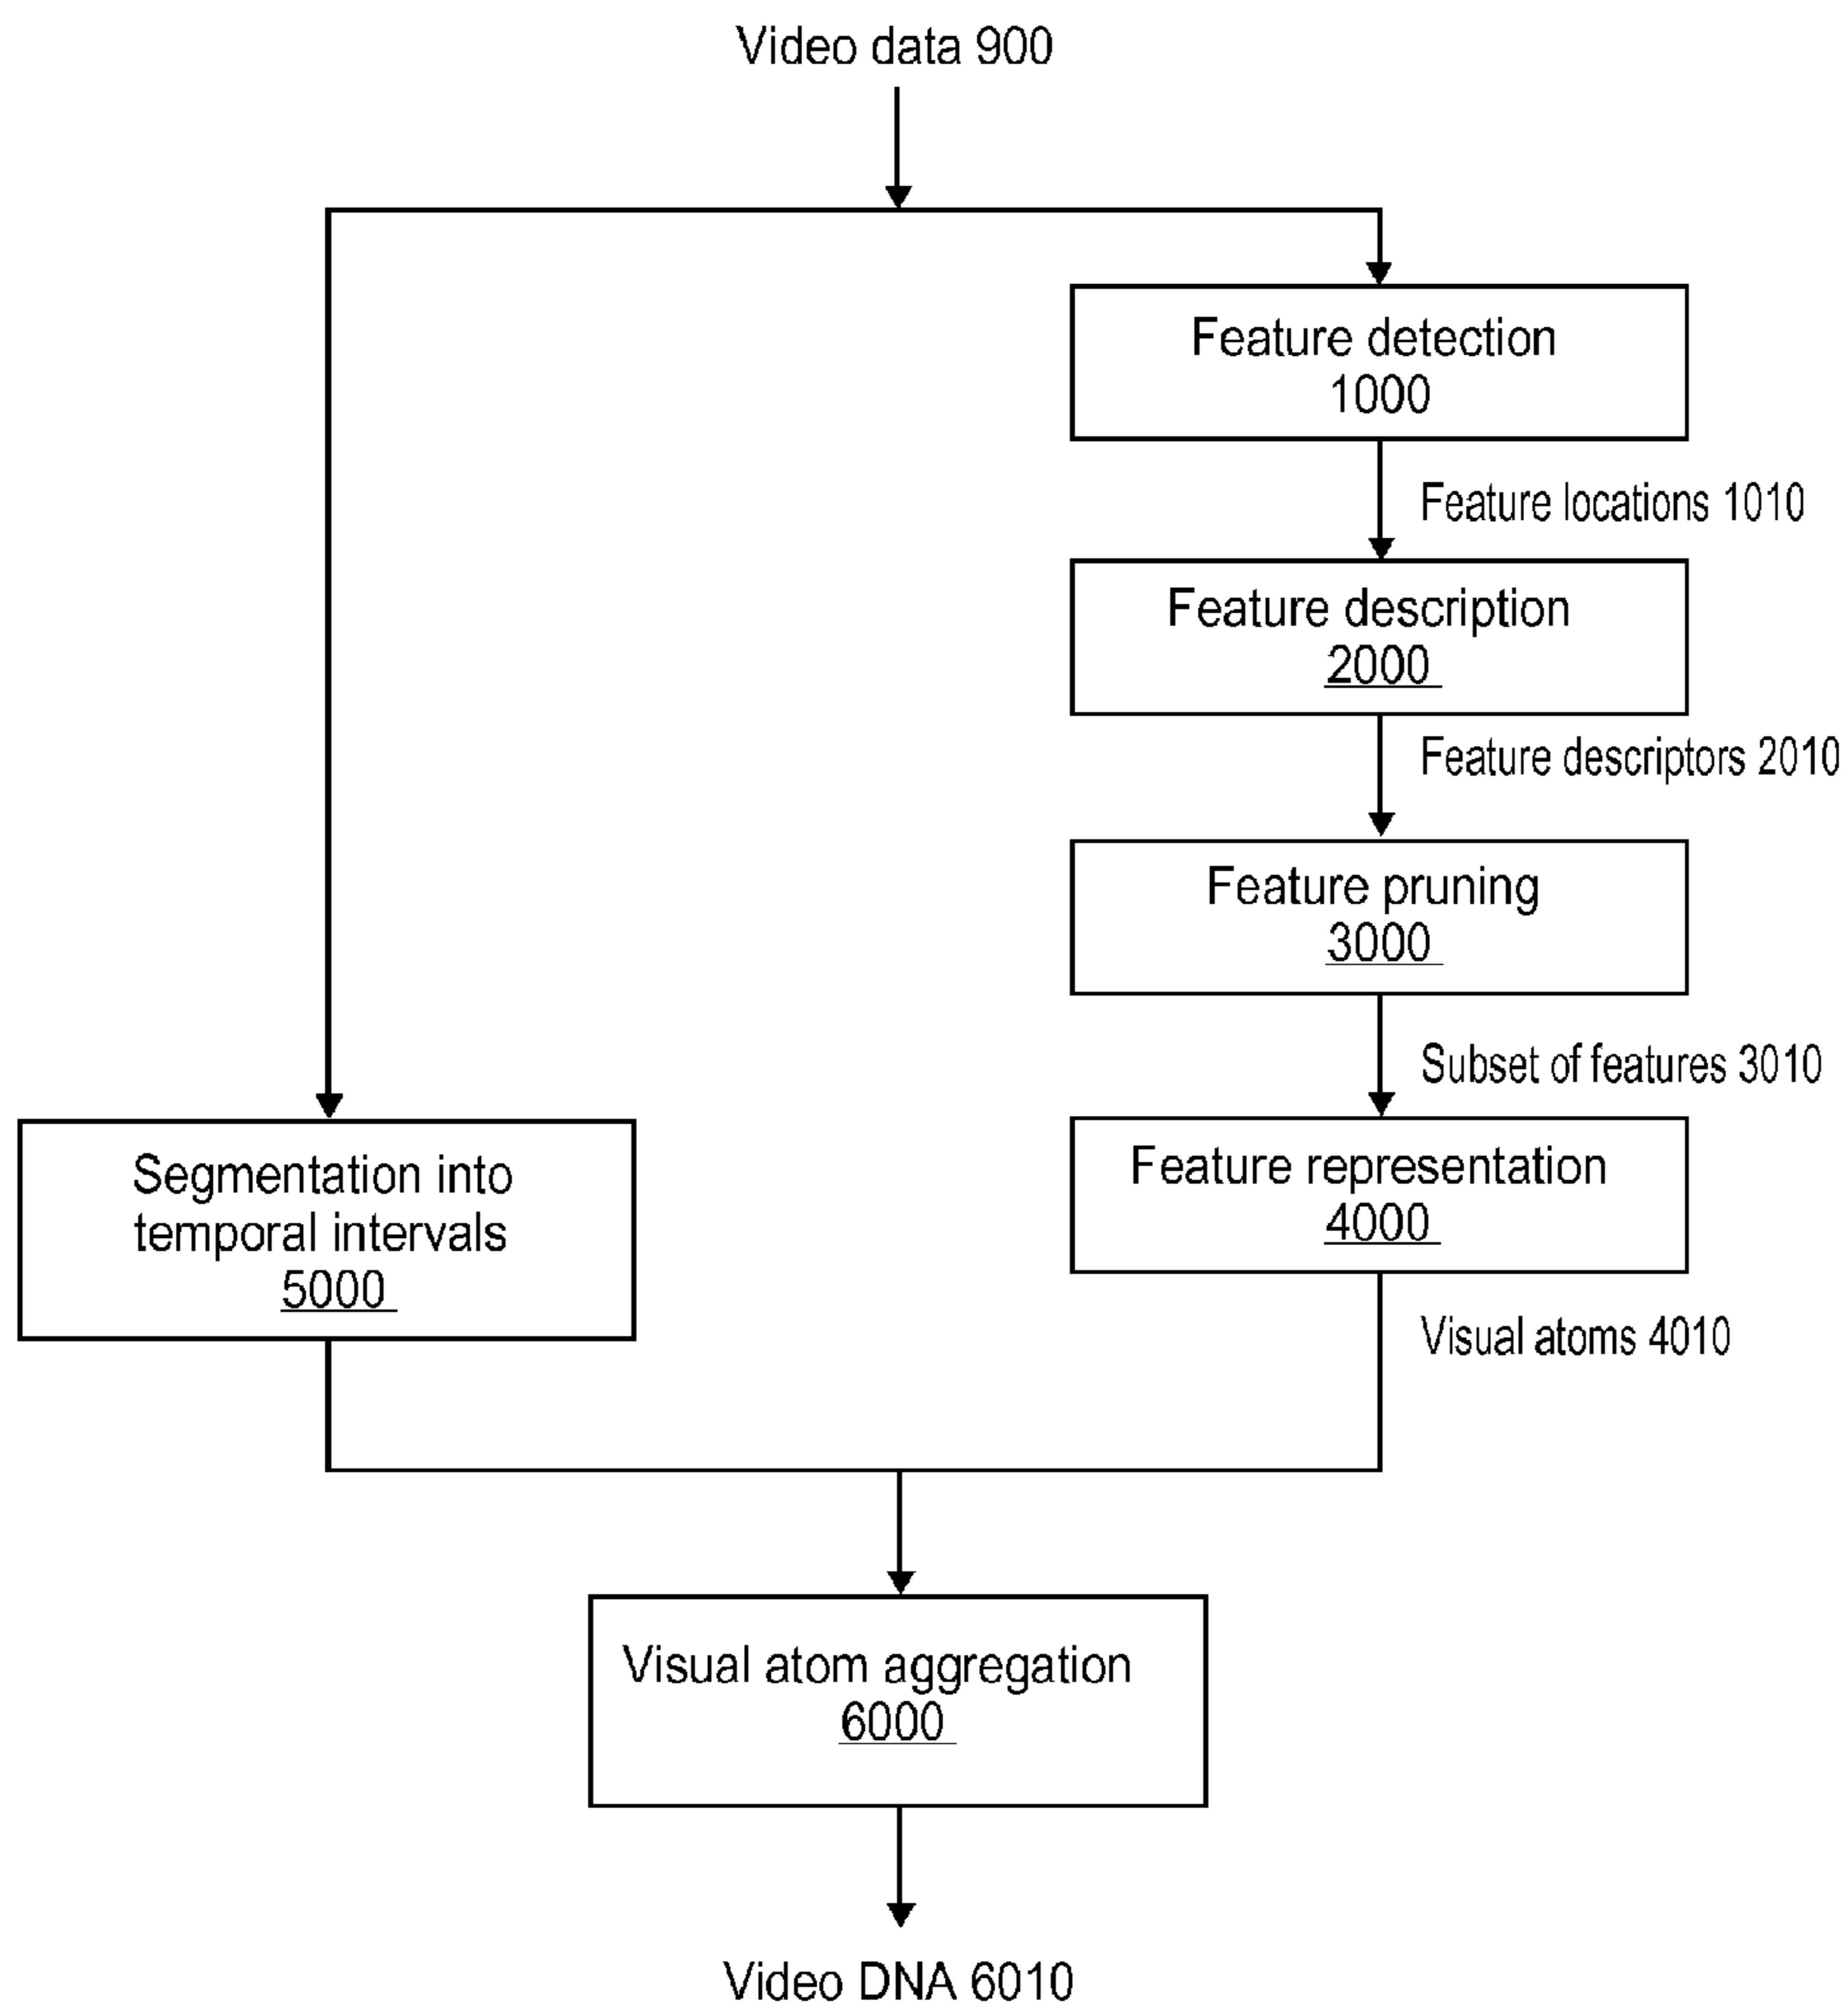 Video data 900
Feature detection
1000
Feature locations 1010
Feature description
2000
Feature descriptors 2010
Feature pruning
3000
Subset of features 3010
Segmentation into
temporal intervals
5000
Feature representation
4000
Visual atoms 4010
Visual atom aggregation
6000
Video DNA 6010